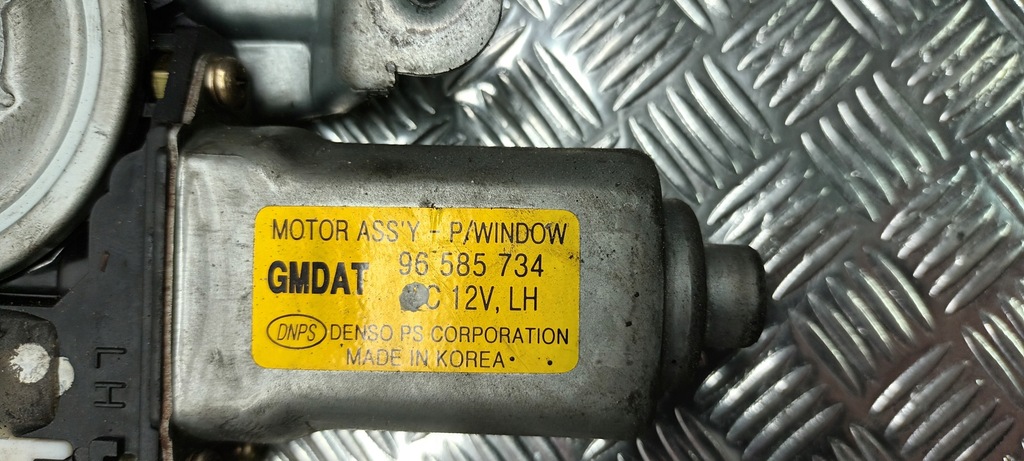 MOTOR ASS'Y - P/WINDOW
GMDAT 96 585 734
C 12V, LH
DNPS DENSO PS CORPORATION
MADE IN KOREA
LH